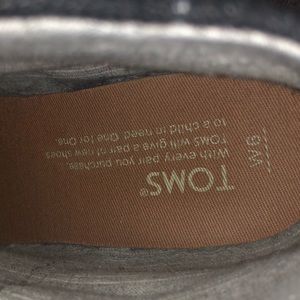 TOMS®
With every pair you purchase,
TOMS will give a pair of new shoes
to a child in need. One for One.